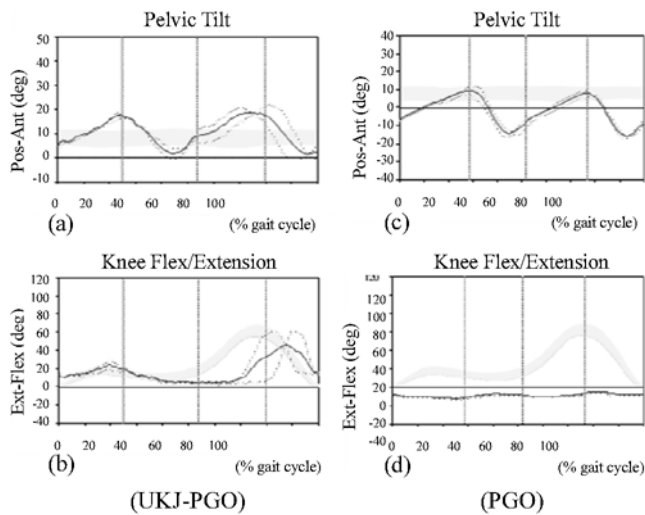 Pelvic Tilt
50
40
30
20
10
0
-10
Pos-Ant (deg)
0 20 40 60 80 100
(a)
(% gait cycle)
Pelvic Tilt
40
30
20
10
0
-10
-20
-30
-40
Pos-Ant (deg)
0 20 40 60 80 100
(c)
(% gait cycle)
Knee Flex/Extension
120
100
80
60
40
20
0
-20
-40
Ext-Flex (deg)
0 20 40 60 80 100
(b)
(% gait cycle)
(UKJ-PGO)
Knee Flex/Extension
120
100
80
60
40
20
0
-20
-40
Ext-Flex (deg)
0 20 40 60 80 100
(d)
(% gait cycle)
(PGO)